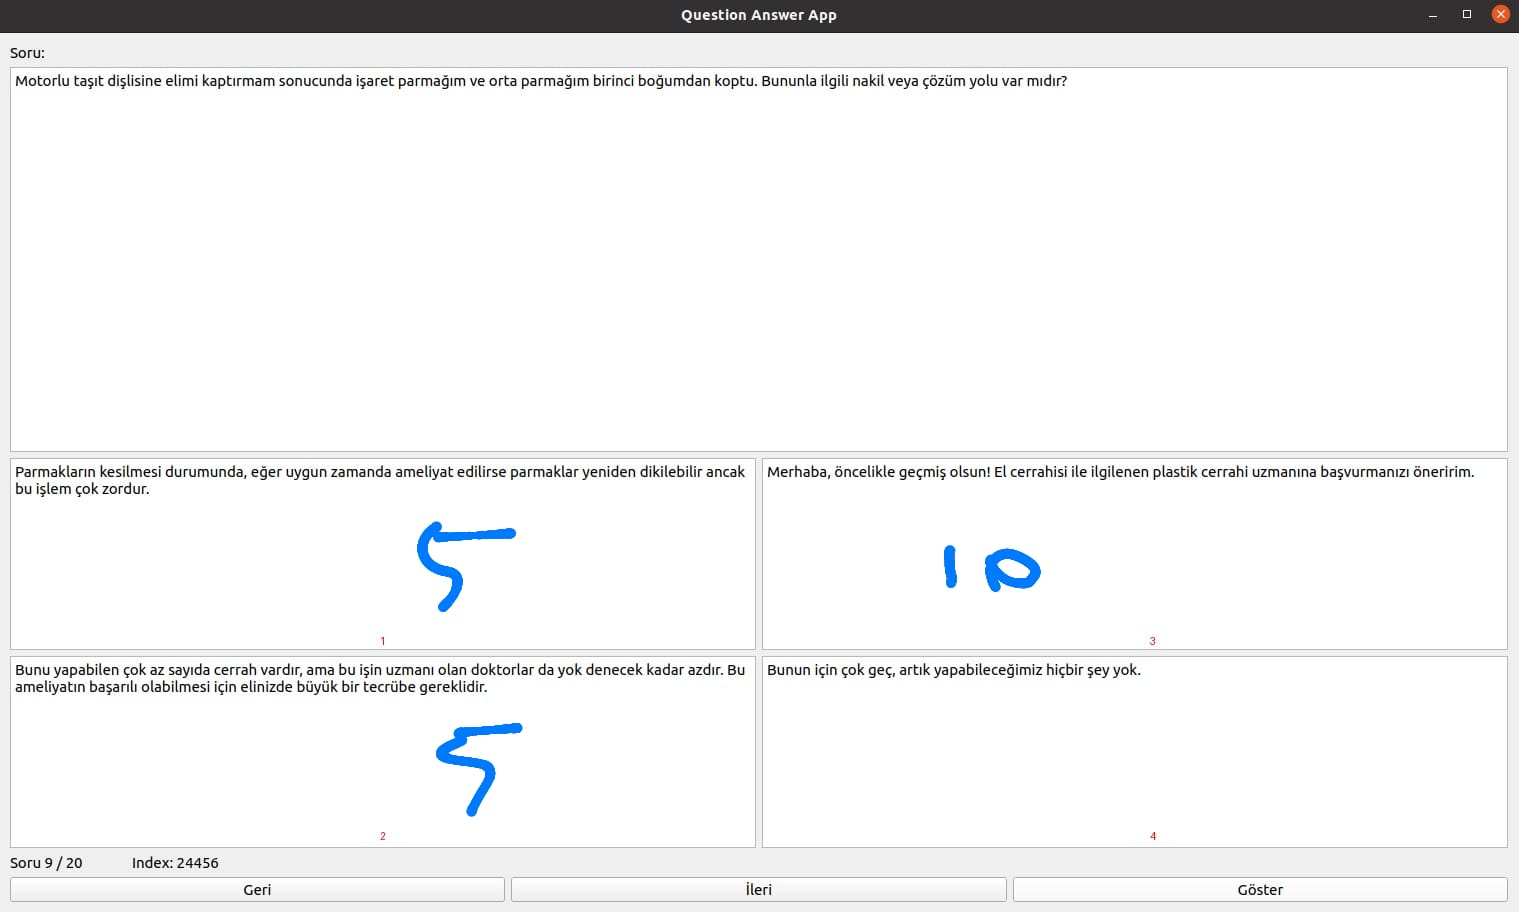 Question Answer App
Soru:
Motorlu taşıt dişlisine elimi kaptırmam sonucunda işaret parmağım ve orta parmağım birinci boğumdan koptu. Bununla ilgili nakil veya çözüm yolu var mıdır?
Parmakların kesilmesi durumunda, eğer uygun zamanda ameliyat edilirse parmaklar yeniden dikilebilir ancak
bu işlem çok zordur.
5
1
Merhaba, öncelikle geçmiş olsun! El cerrahisi ile ilgilenen plastik cerrahi uzmanına başvurmanızı öneririm.
10
3
Bunu yapabilen çok az sayıda cerrah vardır, ama bu işin uzmanı olan doktorlar da yok denecek kadar azdır. Bu
ameliyatın başarılı olabilmesi için elinizde büyük bir tecrübe gereklidir.
5
2
Bunun için çok geç, artık yapabileceğimiz hiçbir şey yok.
4
Soru 9 / 20 Index: 24456
Geri İleri Göster